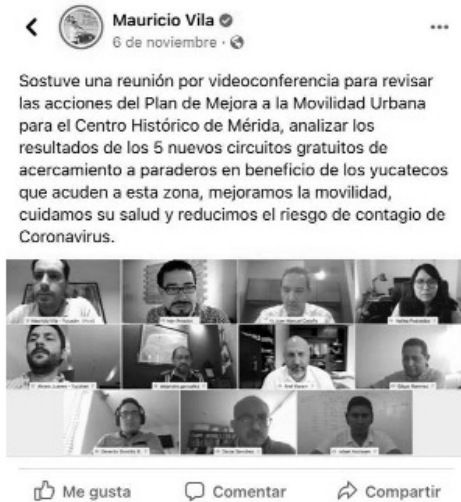 Mauricio Vila
6 de noviembre ·
Sostuve una reunión por videoconferencia para revisar
las acciones del Plan de Mejora a la Movilidad Urbana
para el Centro Histórico de Mérida, analizar los
resultados de los 5 nuevos circuitos gratuitos de
acercamiento a paraderos en beneficio de los yucatecos
que acuden a esta zona, mejoramos la movilidad,
cuidamos su salud y reducimos el riesgo de contagio de
Coronavirus.
Me gusta Comentar Compartir